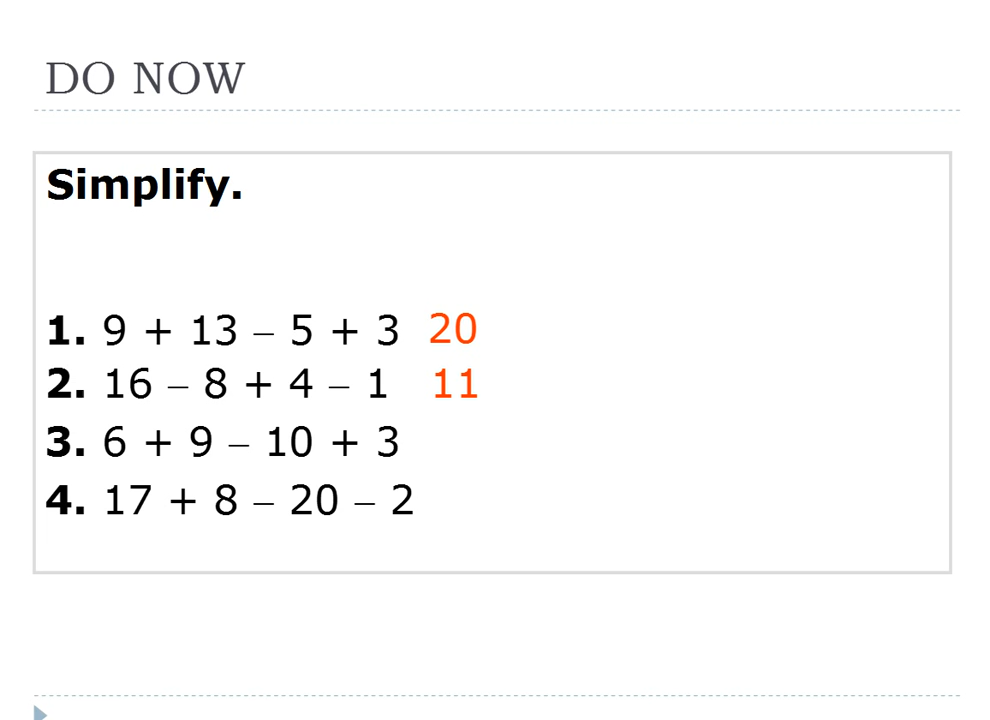 DO NOW
Simplify.
1. 9 + 13 – 5 + 3 20
2. 16 – 8 + 4 – 1 11
3. 6 + 9 – 10 + 3
4. 17 + 8 – 20 – 2